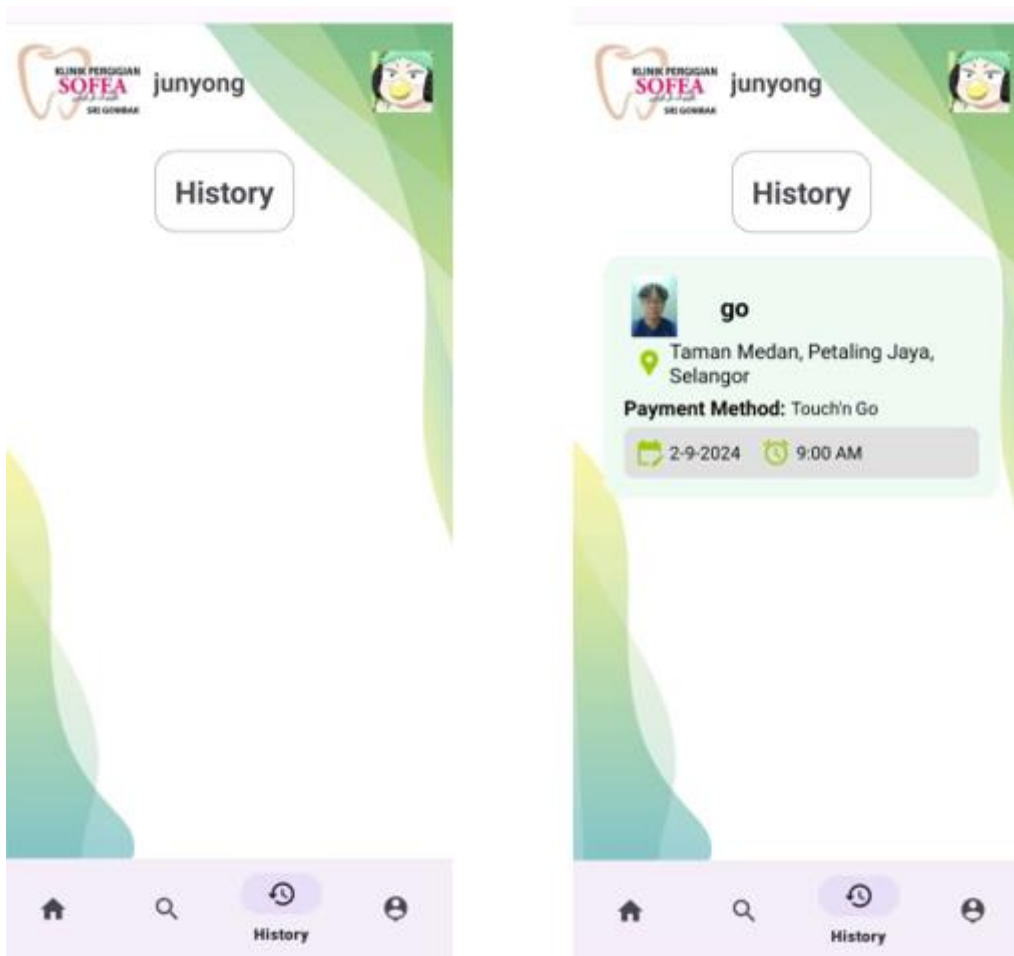 KLINIK PERGIGIAN
SOFEA
SRI GOMBAK
junyong
History
History
KLINIK PERGIGIAN
SOFEA
SRI GOMBAK
junyong
History
go
Taman Medan, Petaling Jaya,
Selangor
Payment Method: Touch'n Go
2-9-2024 9:00 AM
History